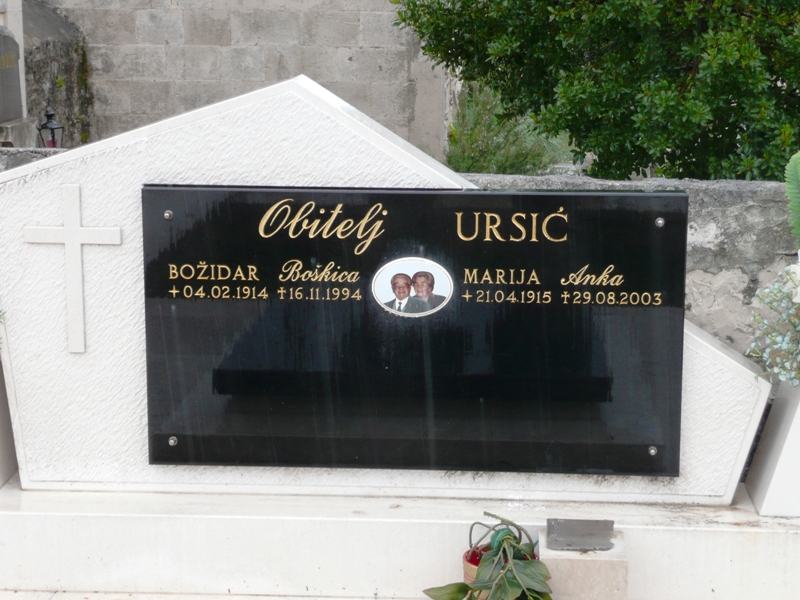 Obitelj URSIĆ
BOŽIDAR Boškica MARIJA Anka
+04.02.1914 ✝16.11.1994 +21.04.1915 ✝29.08.2003